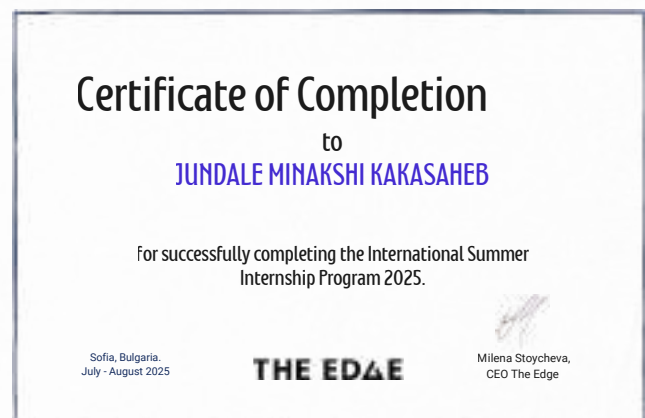 Certificate of Completion
to
JUNDALE MINAKSHI KAKASAHEB
for successfully completing the International Summer
Internship Program 2025.
Sofia, Bulgaria.
July - August 2025
THE EDGE
Milena Stoycheva,
CEO The Edge